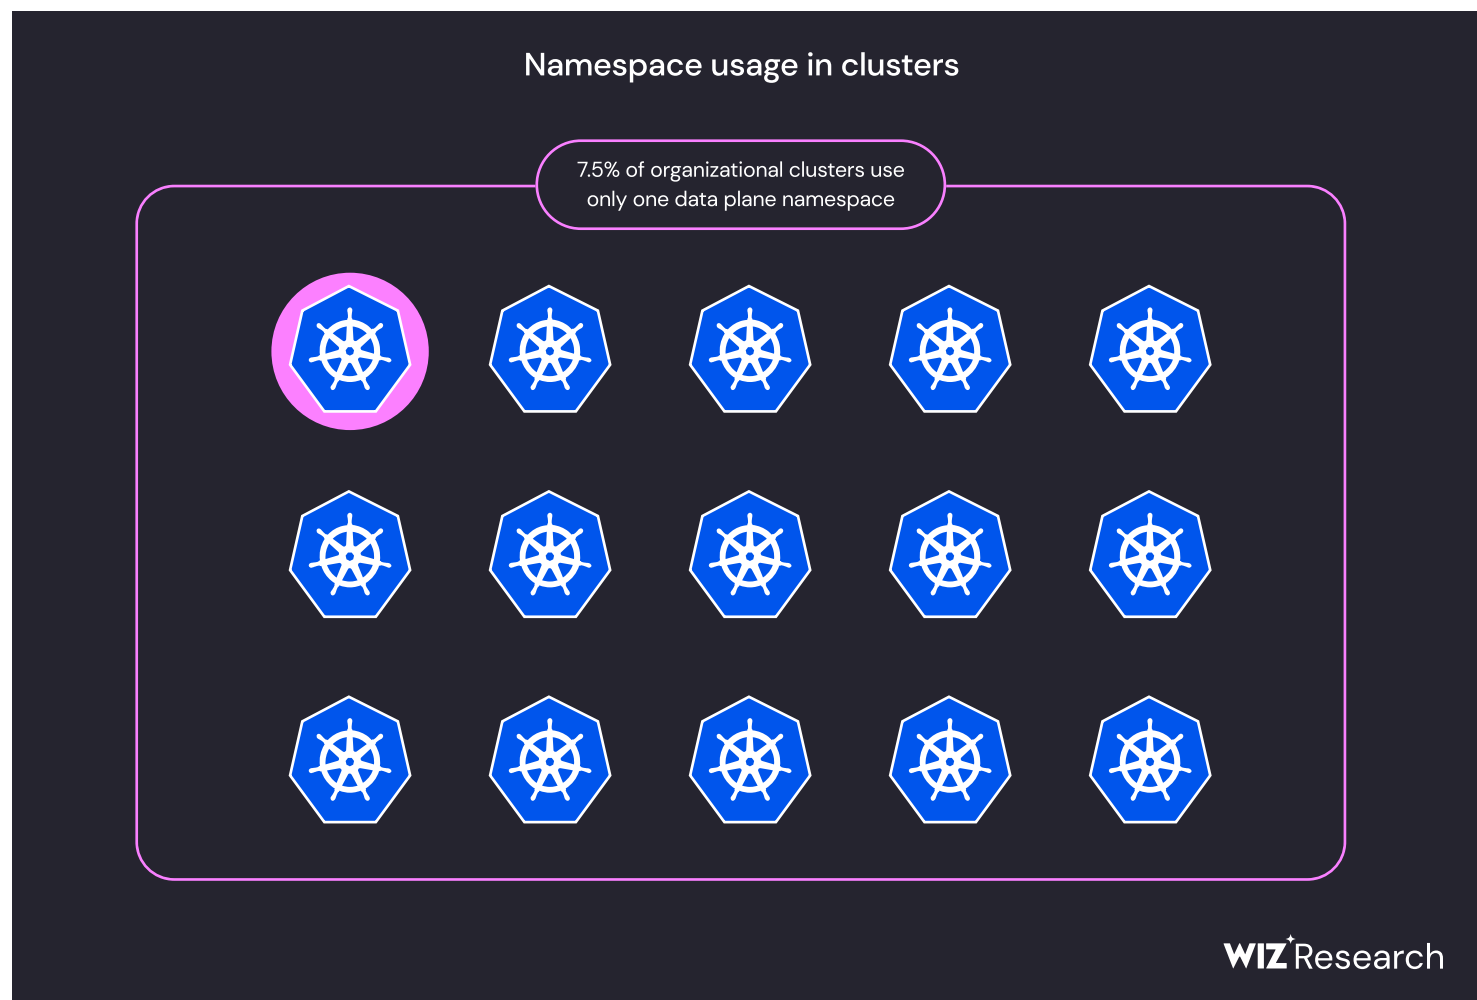 Namespace usage in clusters
7.5% of organizational clusters use
only one data plane namespace
WIZ Research